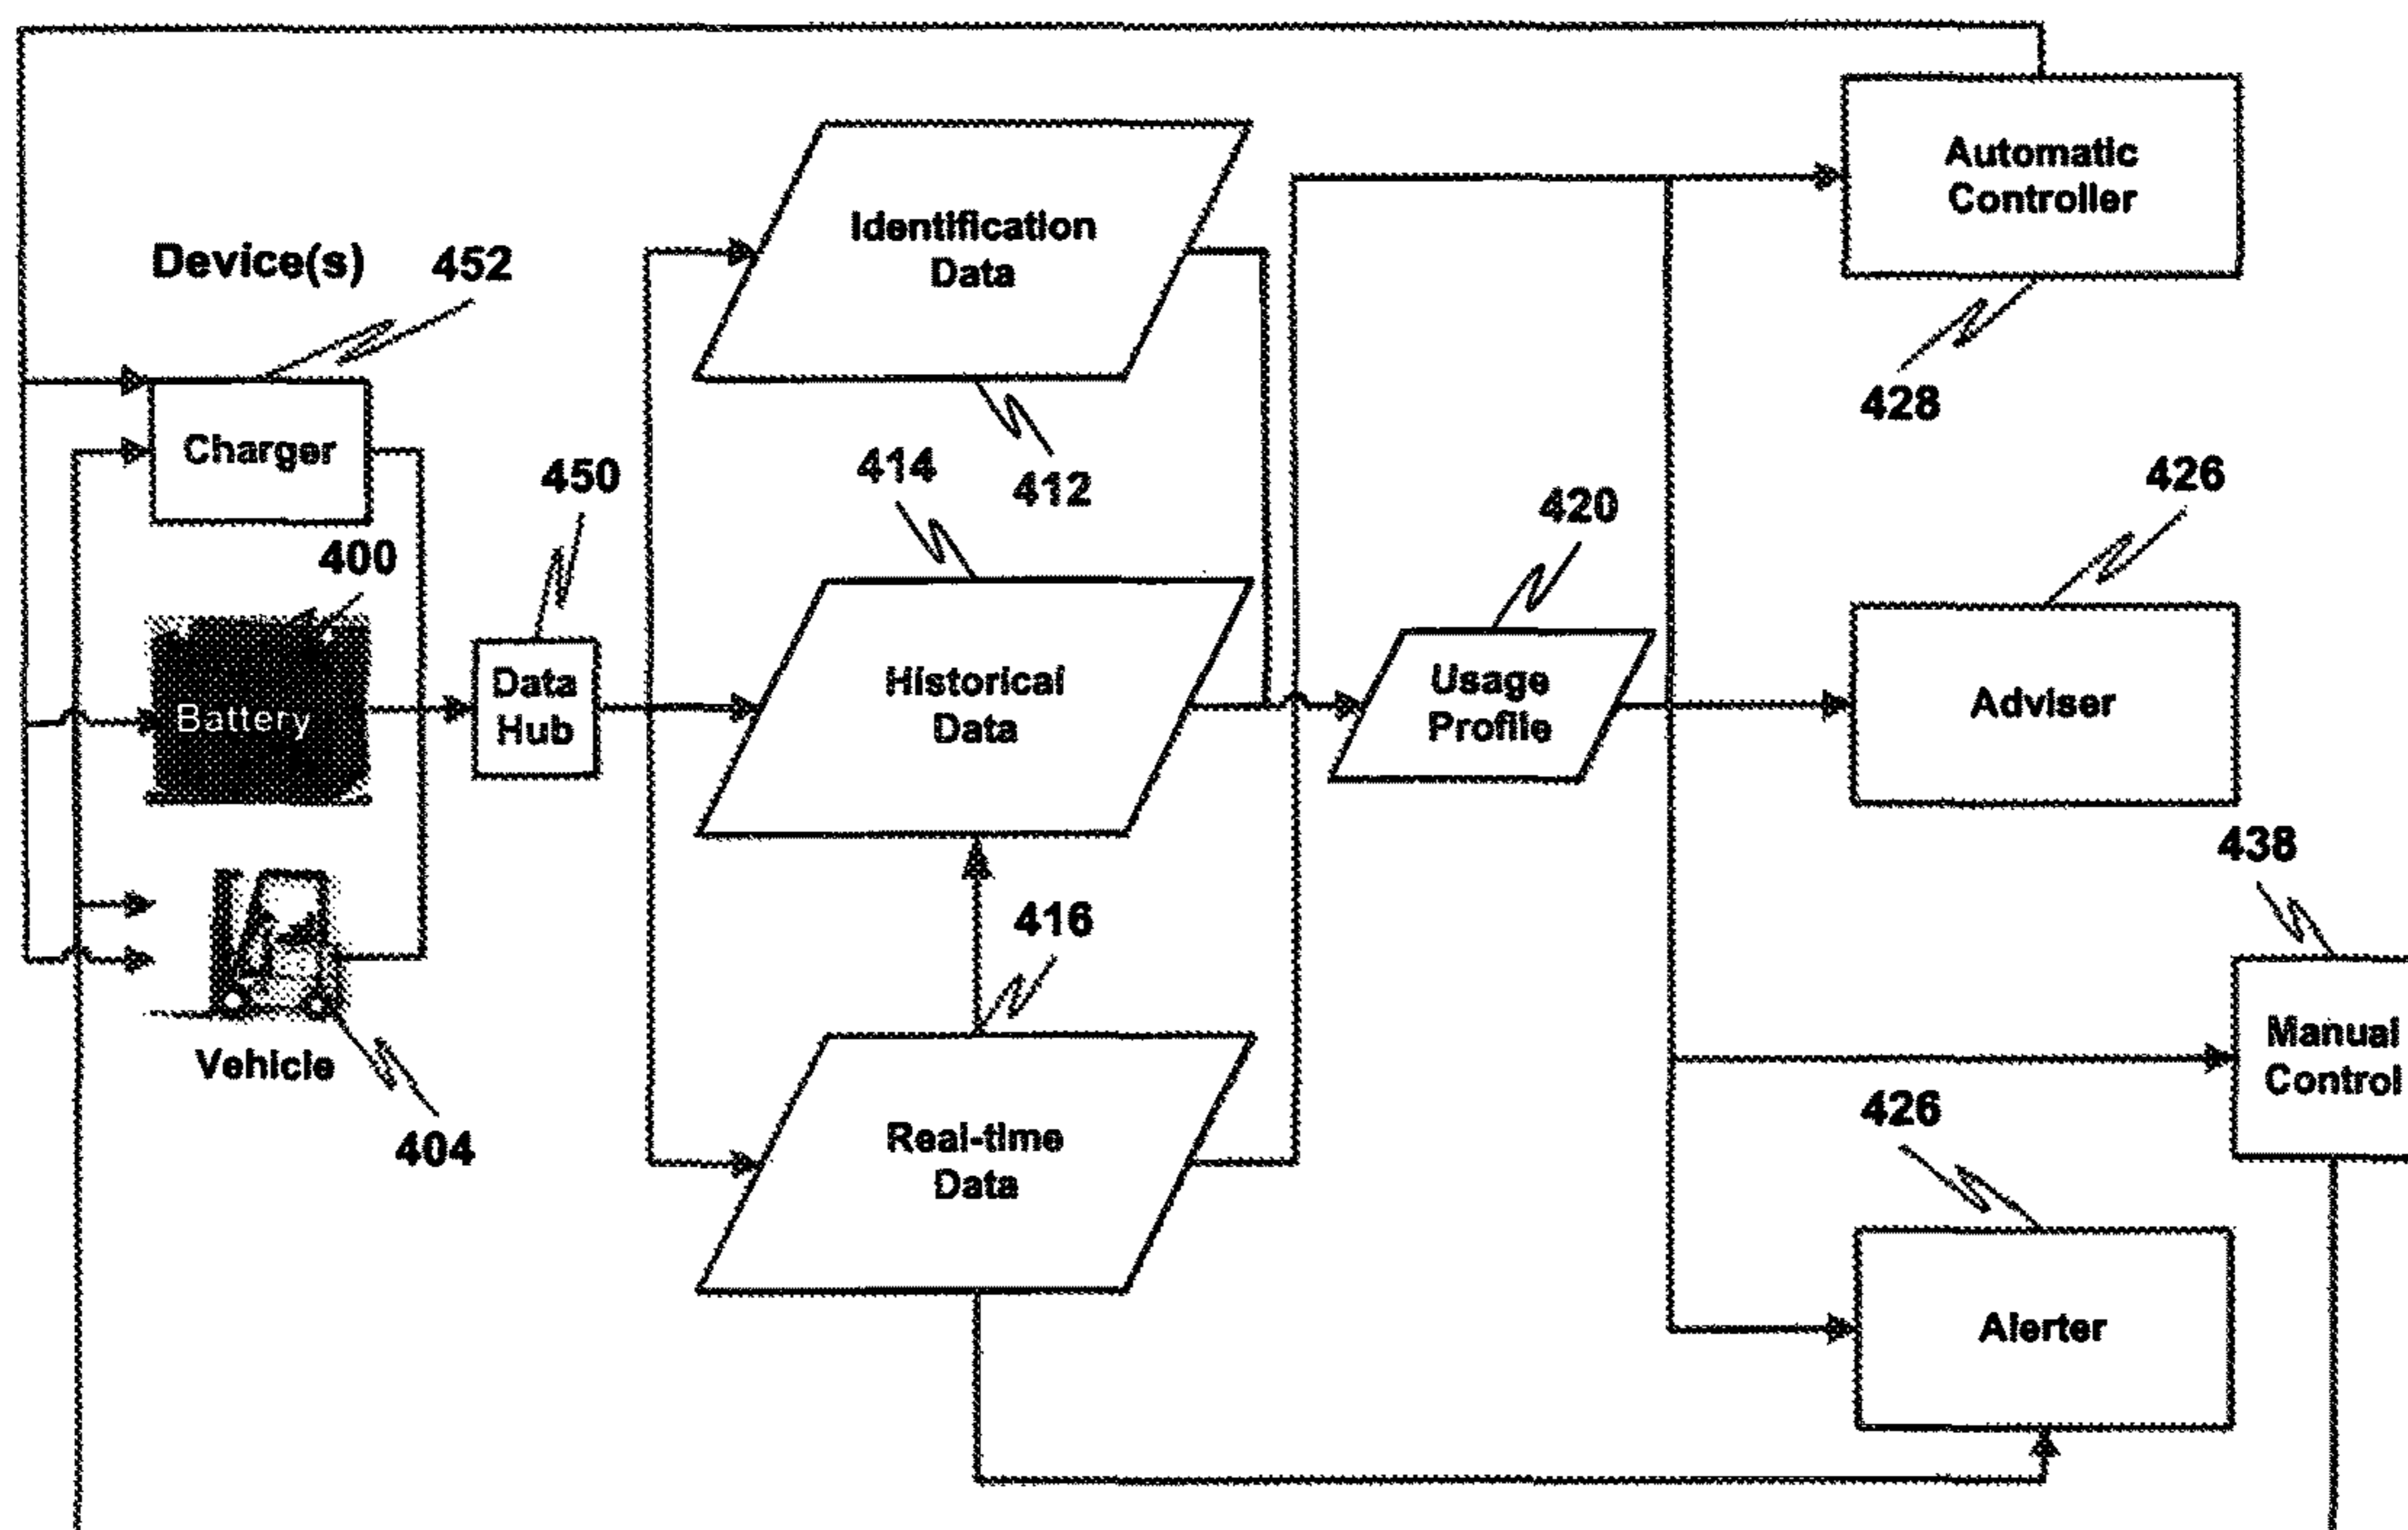 Automatic
Controller
428
Identification
Data
412
Device(s)
452
Charger
400
Battery
450
Data
Hub
414
Historical
Data
420
Usage
Profile
426
Adviser
438
Manual
Control
416
Real-time
Data
Vehicle
404
426
Alerter